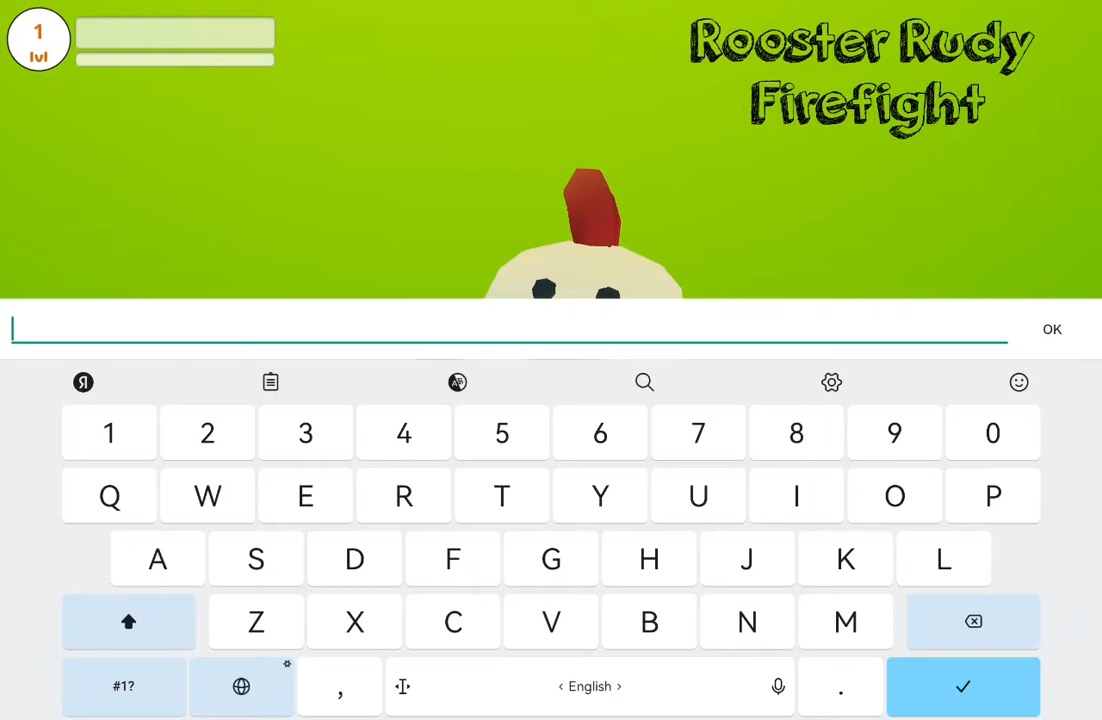 1
lvl
Rooster Rudy
Firefight
OK
Я
1 2 3 4 5 6 7 8 9 0
Q W E R T Y U I O P
A S D F G H J K L
Z X C V B N M
#1? , < English > .